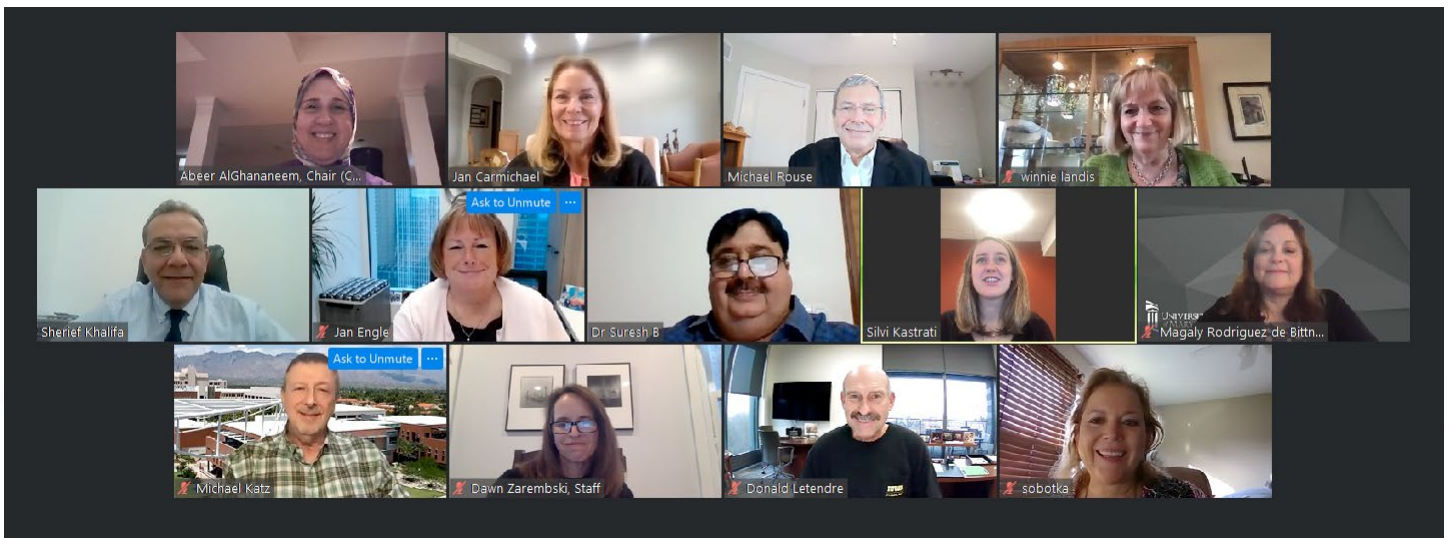 Abeer AlGhananeem, Chair (C...
Jan Carmichael
Michael Rouse
winnie landis
Sherief Khalifa
Ask to Unmute ...
Jan Engle
Dr Suresh B
Silvi Kastrati
Magaly Rodriguez de Bittn...
Ask to Unmute ...
Michael Katz
Dawn Zarembski, Staff
Donald Letendre
sobotka